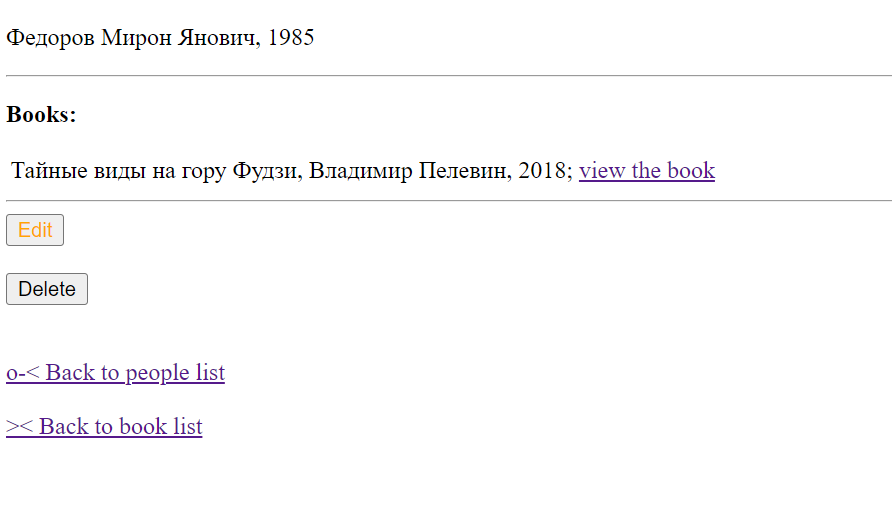 Федоров Мирон Янович, 1985
Books:
Тайные виды на гору Фудзи, Владимир Пелевин, 2018; view the book
Edit
Delete
o-< Back to people list
>< Back to book list